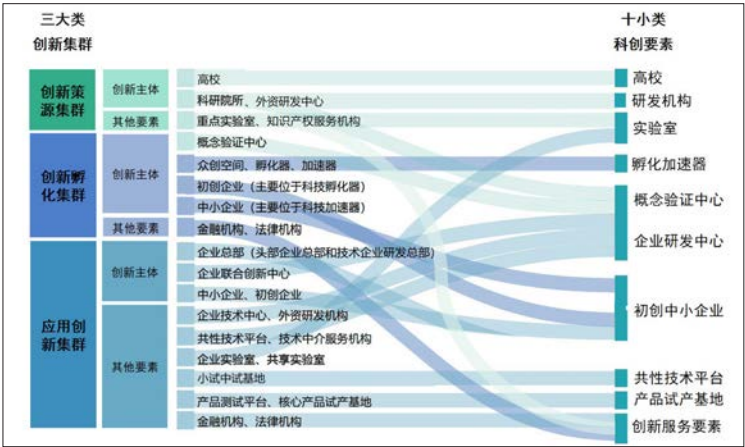 三大类
创新集群
十小类
科创要素
创新策
源集群
创新主体
其他要素
创新孵
化集群
创新主体
其他要素
应用创
新集群
创新主体
其他要素
高校
科研院所、外资研发中心
重点实验室、知识产权服务机构
概念验证中心
众创空间、孵化器、加速器
初创企业（主要位于科技孵化器）
中小企业（主要位于科技加速器）
金融机构、法律机构
企业总部（头部企业总部和技术企业研发总部）
企业联合创新中心
中小企业、初创企业
企业技术中心、外资研发机构
共性技术平台、技术中介服务机构
企业实验室、共享实验室
小试中试基地
产品测试平台、核心产品试产基地
金融机构、法律机构
高校
研发机构
实验室
孵化加速器
概念验证中心
企业研发中心
初创中小企业
共性技术平台
产品试产基地
创新服务要素